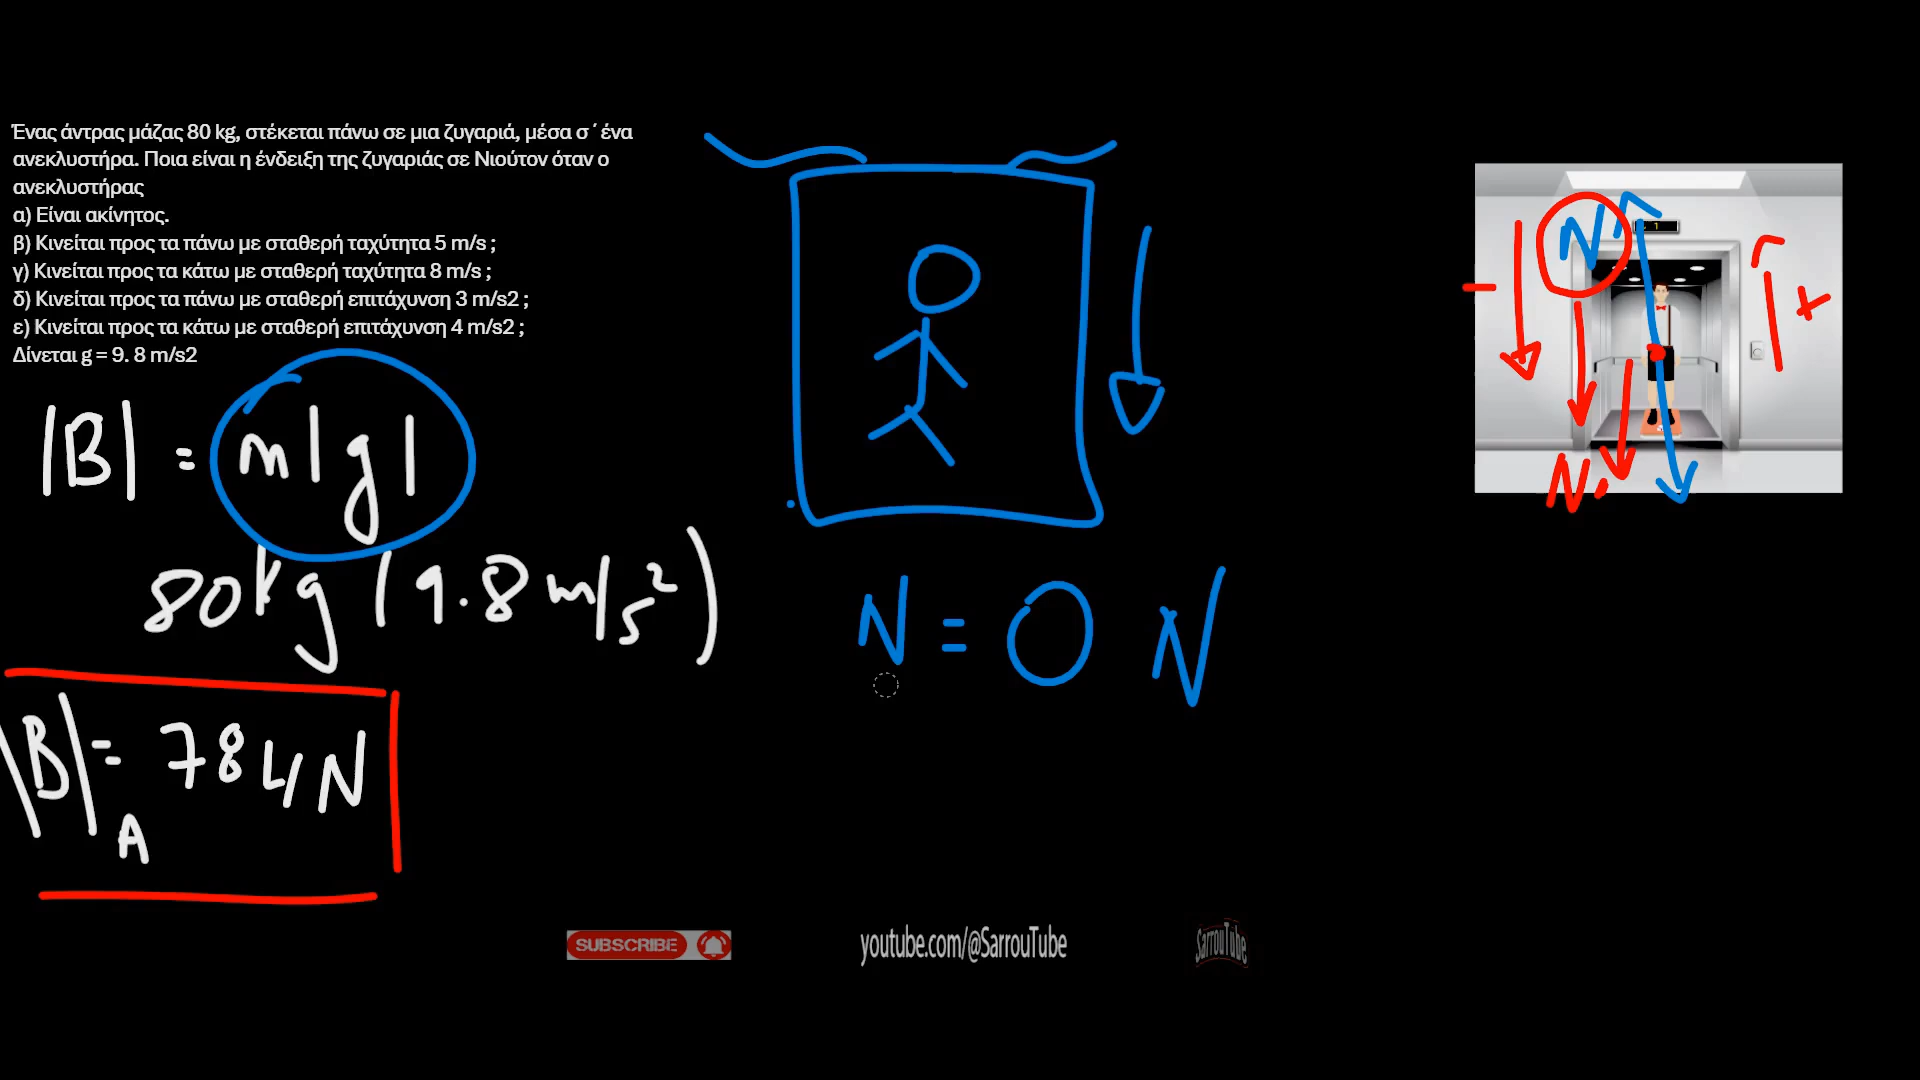 Ένας άντρας μάζας 80 kg, στέκεται πάνω σε μια ζυγαριά, μέσα σ΄ένα
ανεκλυστήρα. Ποια είναι η ένδειξη της ζυγαριάς σε Νιούτον όταν ο
ανεκλυστήρας
α) Είναι ακίνητος.
β) Κινείται προς τα πάνω με σταθερή ταχύτητα 5 m/s ;
γ) Κινείται προς τα κάτω με σταθερή ταχύτητα 8 m/s ;
δ) Κινείται προς τα πάνω με σταθερή επιτάχυνση 3 m/s2 ;
ε) Κινείται προς τα κάτω με σταθερή επιτάχυνση 4 m/s2 ;
Δίνεται g = 9. 8 m/s2
|B| = m|g|
80kg (9.8 m/s²)
|B| = 784N
A
N = 0 N
N
1
- +
N.
SUBSCRIBE
youtube.com/@SarrouTube
SarrouTube